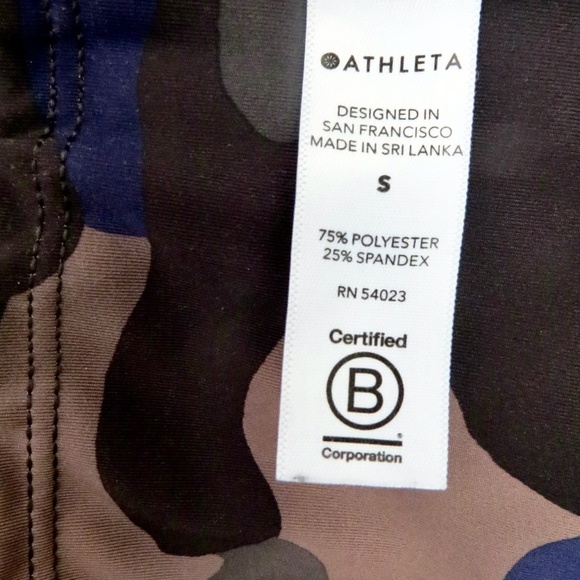 ATHLETA
DESIGNED IN
SAN FRANCISCO
MADE IN SRI LANKA
S
75% POLYESTER
25% SPANDEX
RN 54023
Certified
B
®
Corporation